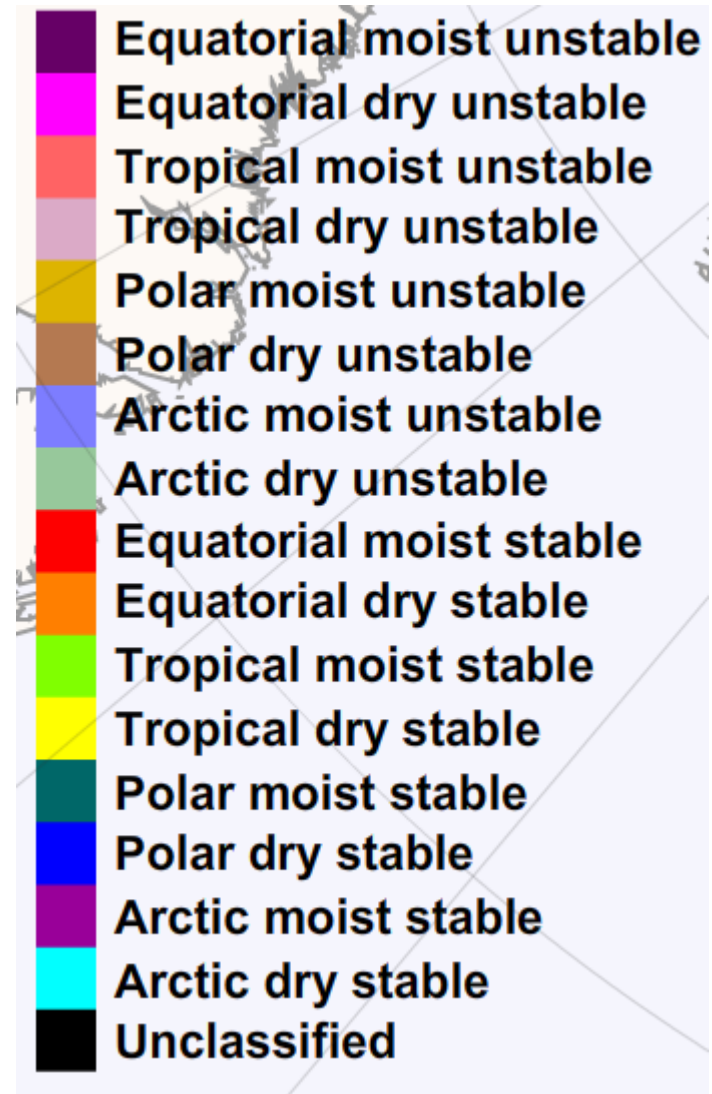 Equatorial moist unstable
Equatorial dry unstable
Tropical moist unstable
Tropical dry unstable
Polar moist unstable
Polar dry unstable
Arctic moist unstable
Arctic dry unstable
Equatorial moist stable
Equatorial dry stable
Tropical moist stable
Tropical dry stable
Polar moist stable
Polar dry stable
Arctic moist stable
Arctic dry stable
Unclassified